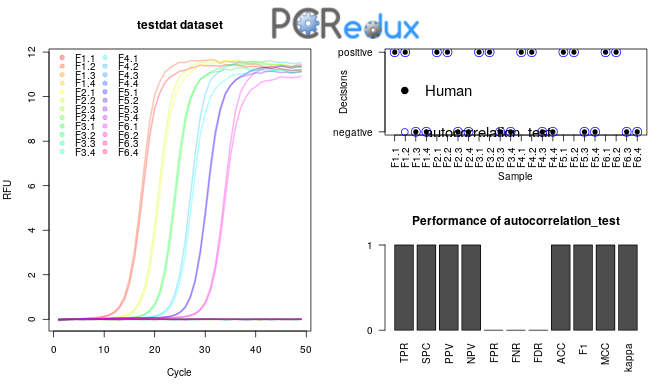 PCRedux
testdat dataset
RFU
12
10
8
6
4
2
0
F1.1 F4.1
F1.2 F4.2
F1.3 F4.3
F1.4 F4.4
F2.1 F5.1
F2.2 F5.2
F2.3 F5.3
F2.4 F5.4
F3.1 F6.1
F3.2 F6.2
F3.3 F6.3
F3.4 F6.4
0 10 20 30 40 50
Cycle
Decisions
positive
negative
Human
autocorrelation_test
F1.1 F1.2 F1.3 F1.4 F2.1 F2.2 F2.3 F2.4 F3.1 F3.2 F3.3 F3.4 F4.1 F4.2 F4.3 F4.4 F5.1 F5.2 F5.3 F5.4 F6.1 F6.2 F6.3 F6.4
Sample
Performance of autocorrelation_test
1
0
TPR SPC PPV NPV FPR FNR FDR ACC F1 MCC kappa